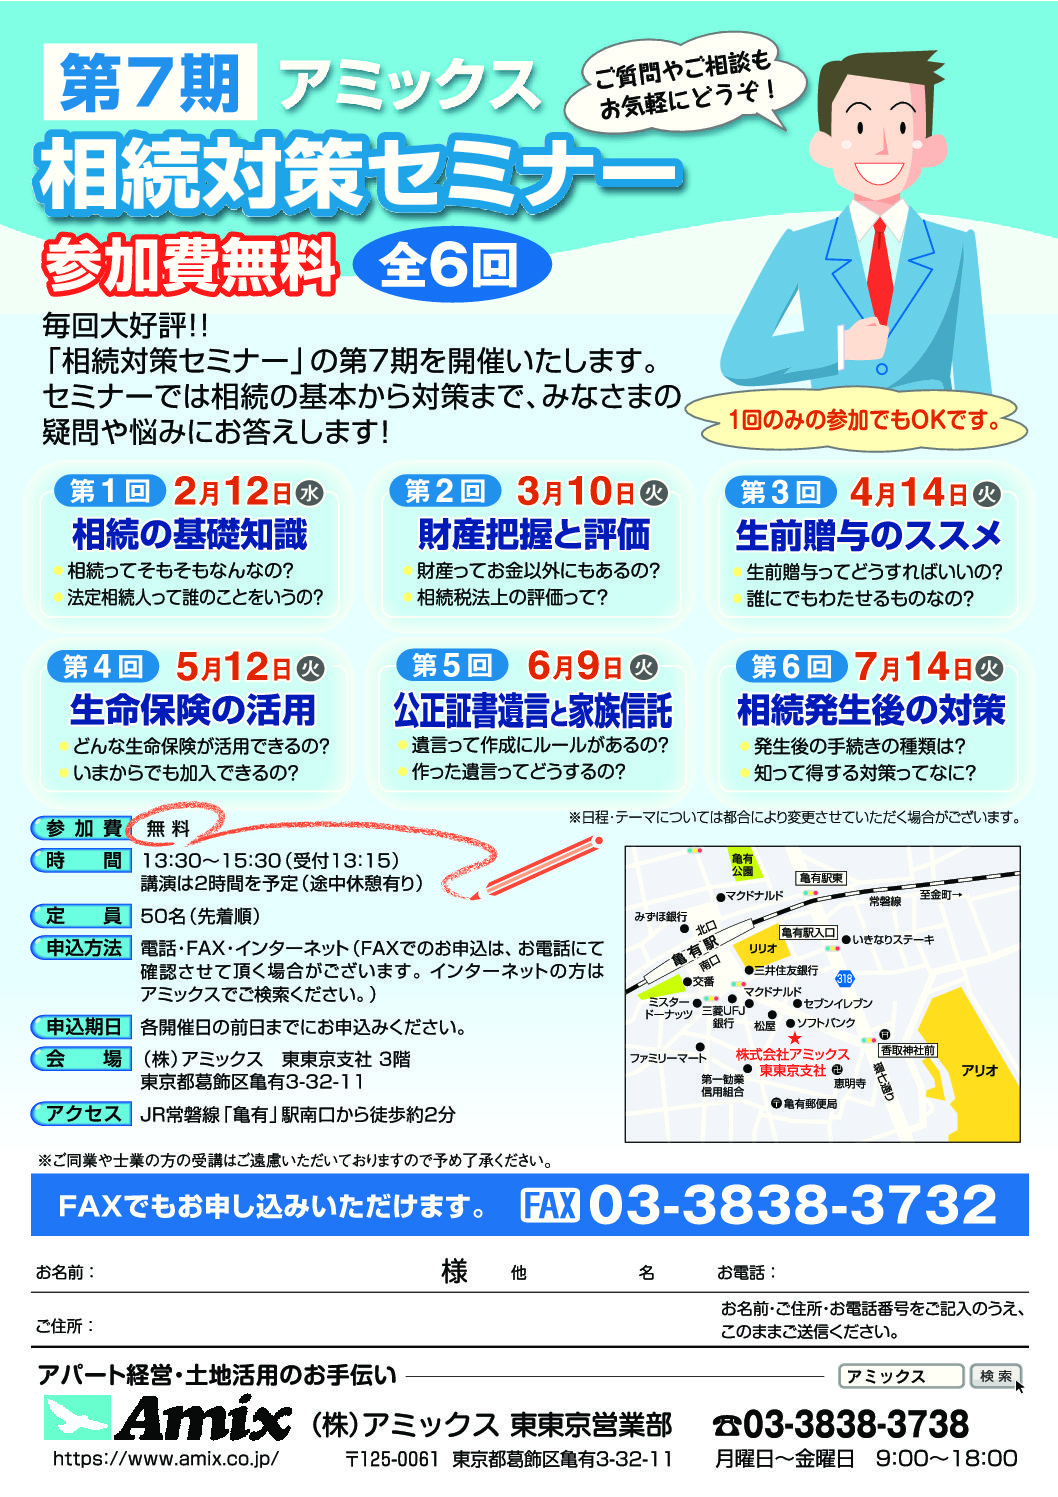 第7期 アミックス
ご質問やご相談も
お気軽にどうぞ！
相続対策セミナー
参加費無料 全6回
毎回大好評!!
「相続対策セミナー」の第7期を開催いたします。
セミナーでは相続の基本から対策まで、みなさまの
疑問や悩みにお答えします!
1回のみの参加でもOKです。
第1回 2月12日 水
相続の基礎知識
相続ってそもそもなんなの?
法定相続人って誰のことをいうの?
第2回 3月10日 火
財産把握と評価
財産ってお金以外にもあるの?
相続税法上の評価って?
第3回 4月14日 火
生前贈与のススメ
生前贈与ってどうすればいいの?
誰にでもわたせるものなの?
第4回 5月12日 火
生命保険の活用
どんな生命保険が活用できるの?
いまからでも加入できるの?
第5回 6月9日 火
公正証書遺言と家族信託
遺言って作成にルールがあるの?
作った遺言ってどうするの?
第6回 7月14日 火
相続発生後の対策
発生後の手続きの種類は?
知って得する対策ってなに?
※日程・テーマについては都合により変更させていただく場合がございます。
参加費 無料
時間 13:30～15:30（受付13:15）
講演は2時間を予定（途中休憩有り）
定員 50名（先着順）
申込方法 電話・FAX・インターネット（FAXでのお申込は、お電話にて
確認させて頂く場合がございます。インターネットの方は
アミックスでご検索ください。）
申込期日 各開催日の前日までにお申込みください。
会場 （株）アミックス 東東京支社 3階
東京都葛飾区亀有3-32-11
アクセス JR常磐線「亀有」駅南口から徒歩約2分
亀有
公園
亀有駅東
マクドナルド
常磐線
至金町→
みずほ銀行
北口
亀有駅
南口
リリオ
亀有駅入口
いきなりステーキ
三井住友銀行
318
交番
マクドナルド
ミスター
ドーナッツ
三菱UFJ
銀行
セブンイレブン
松屋
ソフトバンク
ファミリーマート
株式会社アミックス
東東京支社
香取神社前
第一勧業
信用組合
恵明寺
環七通り
アリオ
亀有郵便局
※ご同業や士業の方の受講はご遠慮いただいておりますので予め了承ください。
FAXでもお申し込みいただけます。 FAX 03-3838-3732
お名前： 様 他 名 お電話：
ご住所：
お名前・ご住所・お電話番号をご記入のうえ、
このままご送信ください。
アパート経営・土地活用のお手伝い
アミックス 検索
Amix （株）アミックス 東東京営業部 ☎03-3838-3738
https://www.amix.co.jp/ 〒125-0061 東京都葛飾区亀有3-32-11 月曜日～金曜日 9:00～18:00